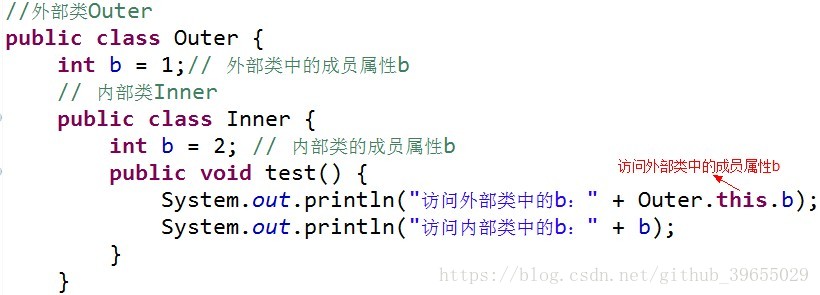 //外部类Outer
public class Outer {
    int b = 1;// 外部类中的成员属性b
    // 内部类Inner
    public class Inner {
        int b = 2; // 内部类的成员属性b
        public void test() {
访问外部类中的成员属性b
            System.out.println("访问外部类中的b：" + Outer.this.b);
            System.out.println("访问内部类中的b：" + b);
        }
    }
https://blog.csdn.net/github_39655029